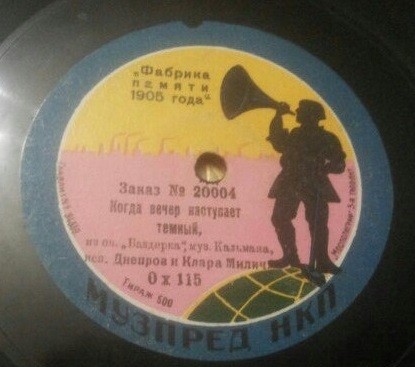 „Фабрика
памяти
1905 года"
Заказ № 20004
Когда вечер наступает
темный,
из оп. „Баядерка", муз. Кальмана,
исп. Днепров и Клара Милич
Ох 115
Тираж 500
МУЗПРЕД НКП